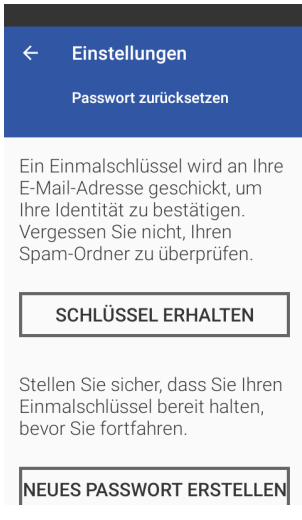 Einstellungen
Passwort zurücksetzen
Ein Einmalschlüssel wird an Ihre
E-Mail-Adresse geschickt, um
Ihre Identität zu bestätigen.
Vergessen Sie nicht, Ihren
Spam-Ordner zu überprüfen.
SCHLÜSSEL ERHALTEN
Stellen Sie sicher, dass Sie Ihren
Einmalschlüssel bereit halten,
bevor Sie fortfahren.
NEUES PASSWORT ERSTELLEN